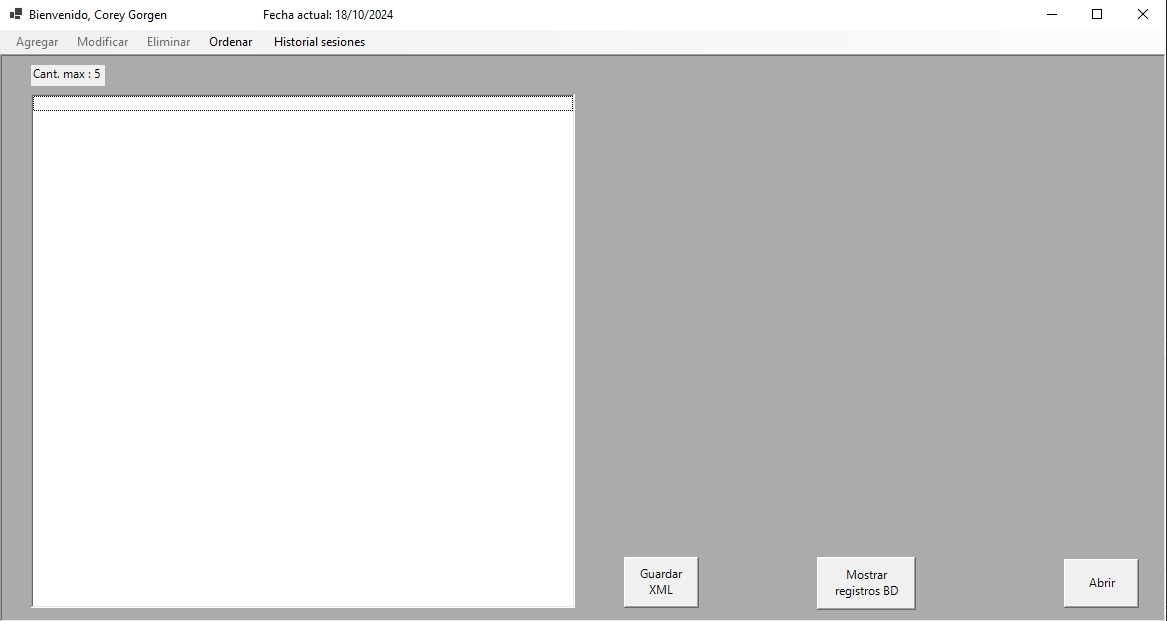 Bienvenido, Corey Gorgen Fecha actual: 18/10/2024
Agregar Modificar Eliminar Ordenar Historial sesiones
Cant. max : 5
Guardar
XML
Mostrar
registros BD
Abrir